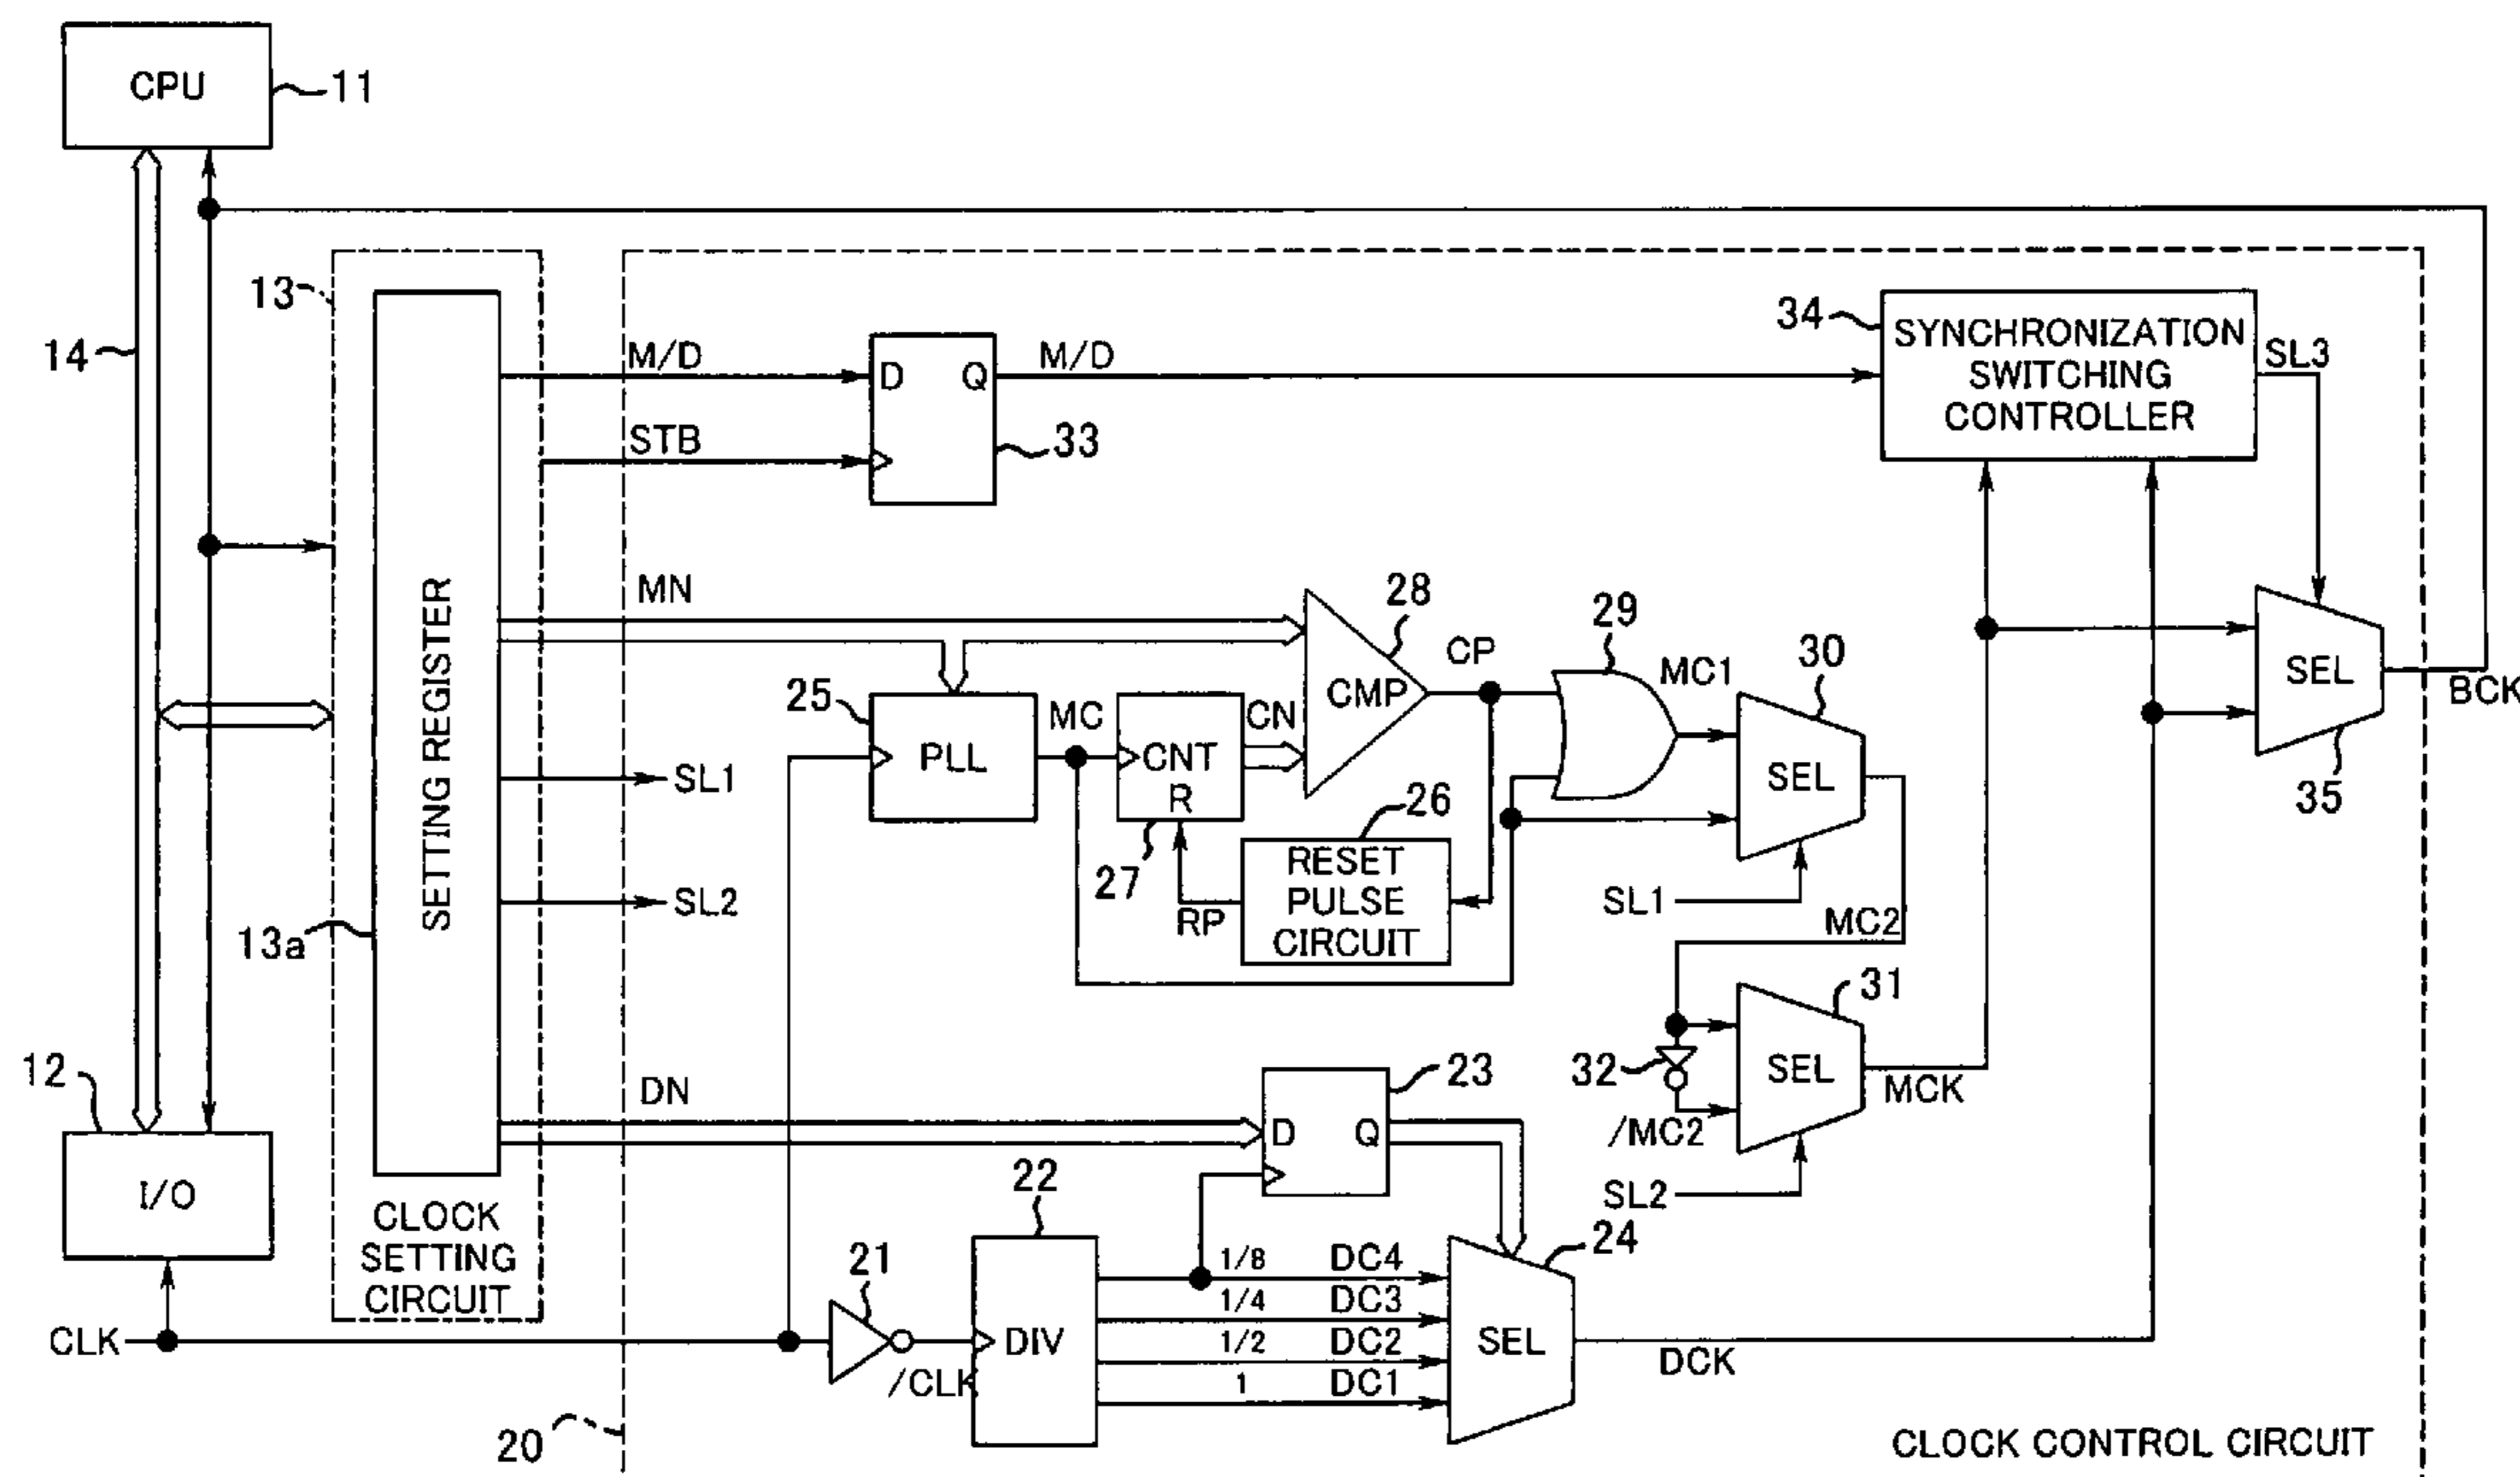 CPU
11
13
14
M/D
D
Q
M/D
STB
33
34
SYNCHRONIZATION
SWITCHING
CONTROLLER
SL3
SETTING REGISTER
MN
28
CMP
CP
29
MC1
30
SEL
SEL
BCK
35
25
PLL
MC
CNT
R
CN
27
26
RESET
PULSE
CIRCUIT
RP
SL1
SL2
13a
SL1
MC2
31
SEL
32
/MC2
MCK
SL2
12
I/O
DN
23
D
Q
22
24
CLOCK
SETTING
CIRCUIT
21
1/8
DC4
1/4
DC3
1/2
DC2
1
DC1
DIV
SEL
CLK
/CLK
DCK
20
CLOCK CONTROL CIRCUIT